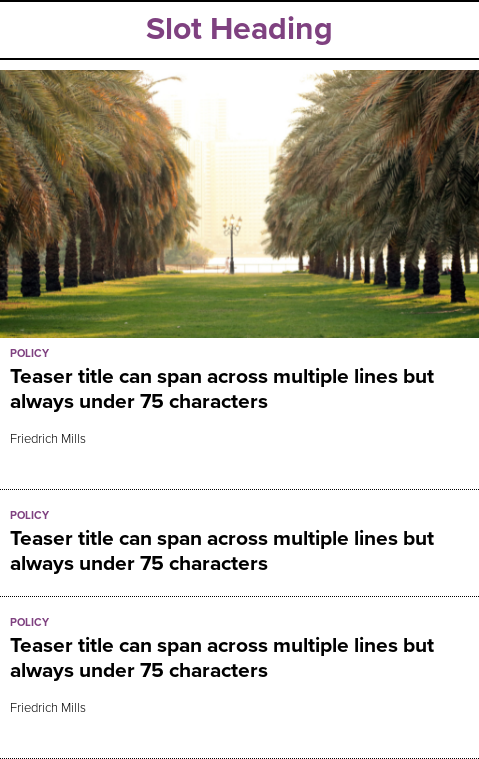 Slot Heading
POLICY
Teaser title can span across multiple lines but
always under 75 characters
Friedrich Mills
POLICY
Teaser title can span across multiple lines but
always under 75 characters
POLICY
Teaser title can span across multiple lines but
always under 75 characters
Friedrich Mills